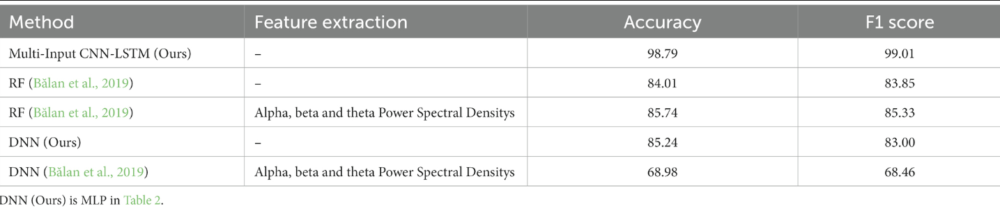 Method Feature extraction Accuracy F1 score
Multi-Input CNN-LSTM (Ours) – 98.79 99.01
RF (Bălan et al., 2019) – 84.01 83.85
RF (Bălan et al., 2019) Alpha, beta and theta Power Spectral Densitys 85.74 85.33
DNN (Ours) – 85.24 83.00
DNN (Bălan et al., 2019) Alpha, beta and theta Power Spectral Densitys 68.98 68.46
DNN (Ours) is MLP in Table 2.